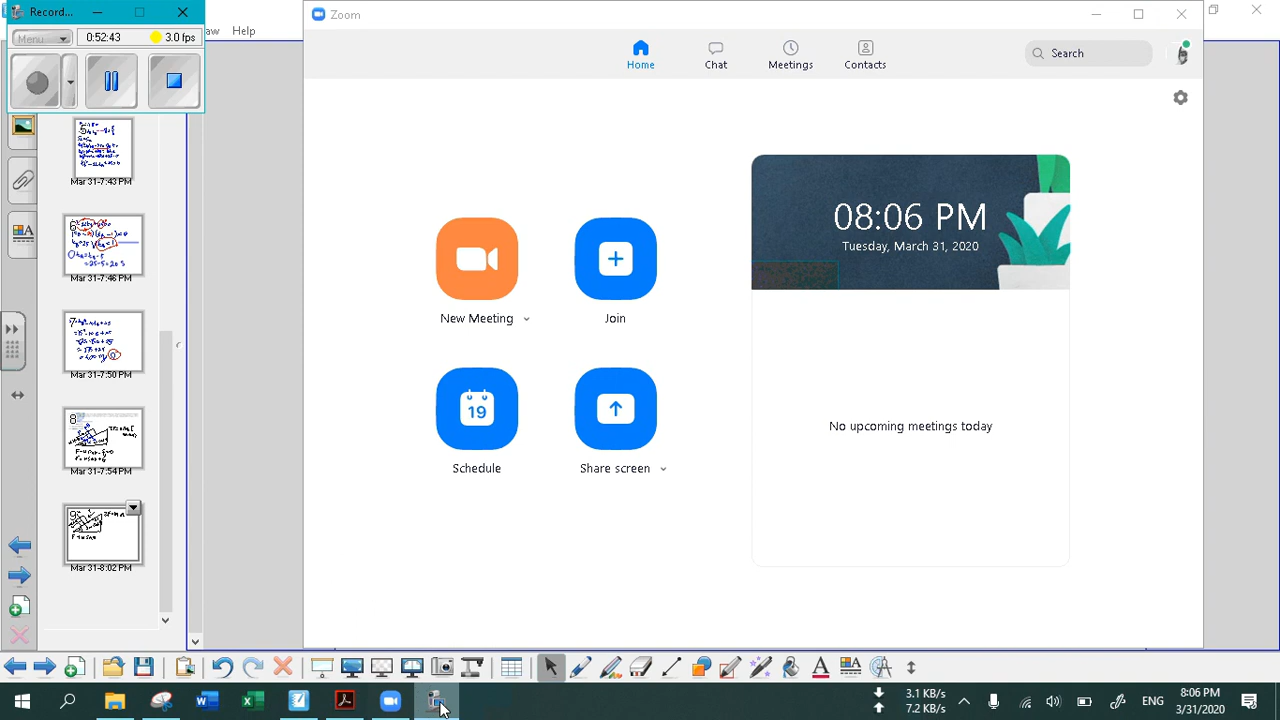 Record...
Menu
0:52:43
3.0 fps
aw
Help
Zoom
Home
Chat
Meetings
Contacts
Search
New Meeting
Join
19
Schedule
Share screen
08:06 PM
Tuesday, March 31, 2020
No upcoming meetings today
Mar 31-7:43 PM
Mar 31-7:46 PM
Mar 31-7:50 PM
8
Mar 31-7:54 PM
Mar 31-8:02 PM
3.1 KB/s
7.2 KB/s
ENG
8:06 PM
3/31/2020